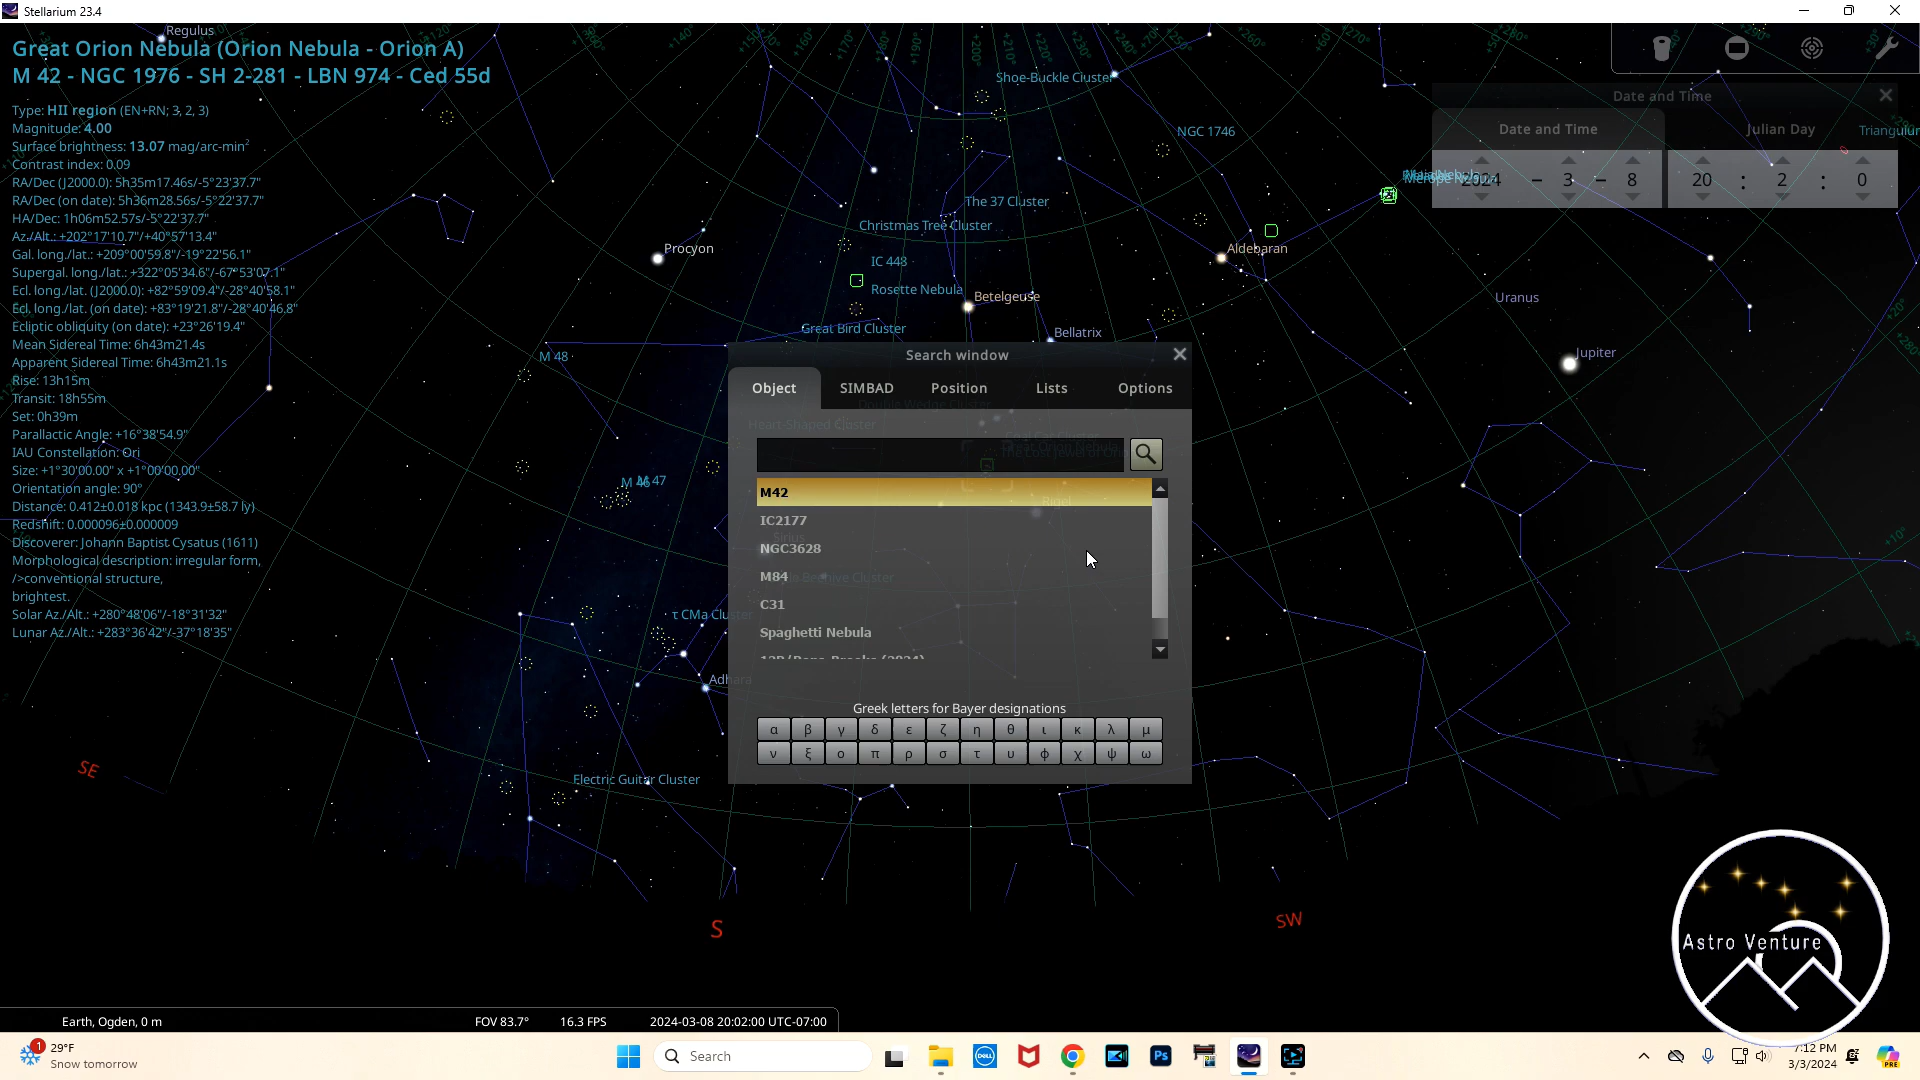 Stellarium 23.4
Regulus
Great Orion Nebula (Orion Nebula - Orion A)
M 42 - NGC 1976 - SH 2-281 - LBN 974 - Ced 55d
Type: HII region (EN+RN; 3, 2, 3)
Magnitude: 4.00
Surface brightness: 13.07 mag/arc-min²
Contrast index: 0.09
RA/Dec (J2000.0): 5h35m17.46s/-5°23'37.7"
RA/Dec (on date): 5h36m28.56s/-5°22'37.7"
HA/Dec: 1h06m52.57s/-5°22'37.7"
Az./Alt.: +202°17'10.7"/+40°57'13.4"
Gal. long./lat.: +209°00'59.8"/-19°22'56.1"
Supergal. long./lat.: +322°05'34.6"/-67°53'07.1"
Ecl. long./lat. (J2000.0): +82°59'09.4"/-28°40'58.1"
Ecl. long./lat. (on date): +83°19'21.8"/-28°40'46.8"
Ecliptic obliquity (on date): +23°26'19.4"
Mean Sidereal Time: 6h43m21.4s
Apparent Sidereal Time: 6h43m21.1s
Rise: 13h15m
Transit: 18h55m
Set: 0h39m
Parallactic Angle: +16°38'54.9"
IAU Constellation: Ori
Size: +1°30'00.00" x +1°00'00.00"
Orientation angle: 90°
Distance: 0.412±0.018 kpc (1343.9±58.7 ly)
Redshift: 0.000096±0.000009
Discoverer: Johann Baptist Cysatus (1611)
Morphological description: irregular form,
/>conventional structure,
brightest.
Solar Az./Alt.: +280°48'06"/-18°31'32"
Lunar Az./Alt.: +283°36'42"/-37°18'35"
Shoe-Buckle Cluster
NGC 1746
The 37 Cluster
Christmas Tree Cluster
Procyon
IC 448
Rosette Nebula
Betelgeuse
Great Bird Cluster
Bellatrix
Aldebaran
M 48
M 46
M 47
τ CMa Cluster
Adhara
Electric Guitar Cluster
Uranus
Jupiter
Date and Time
Date and Time
Julian Day
2024 - 3 - 8
20 : 2 : 0
Search window
Object
SIMBAD
Position
Lists
Options
Heart-Shaped Cluster
Rigel
M42
IC2177
Sirius
NGC3628
M84
C31
Spaghetti Nebula
12P/Pons-Brooks (2024)
Greek letters for Bayer designations
α β γ δ ε ζ η θ ι κ λ μ
ν ξ ο π ρ σ τ υ φ χ ψ ω
SE
S
SW
Astro Venture
Earth, Ogden, 0 m
FOV 83.7°
16.3 FPS
2024-03-08 20:02:00 UTC-07:00
1
29°F
Snow tomorrow
Search
DELL
Ps
7:12 PM
3/3/2024
PRE